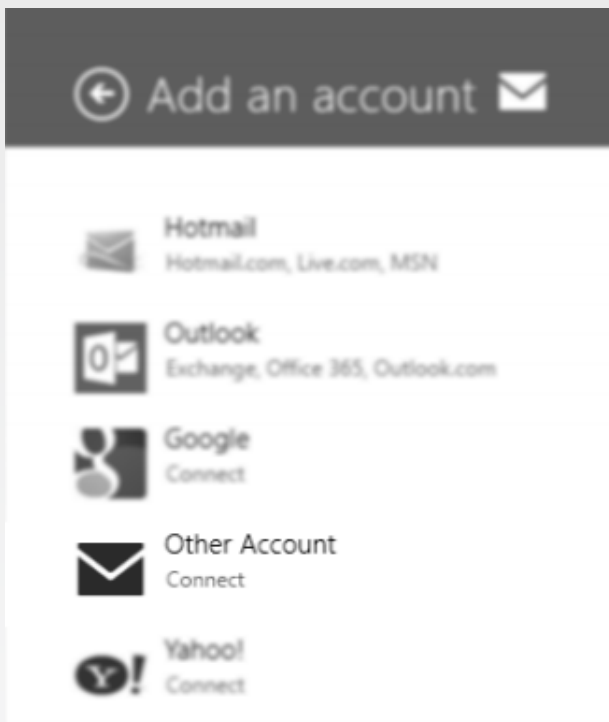 Add an account
Hotmail
Hotmail.com, Live.com, MSN
Outlook
Exchange, Office 365, Outlook.com
Google
Connect
Other Account
Connect
Yahoo!
Connect